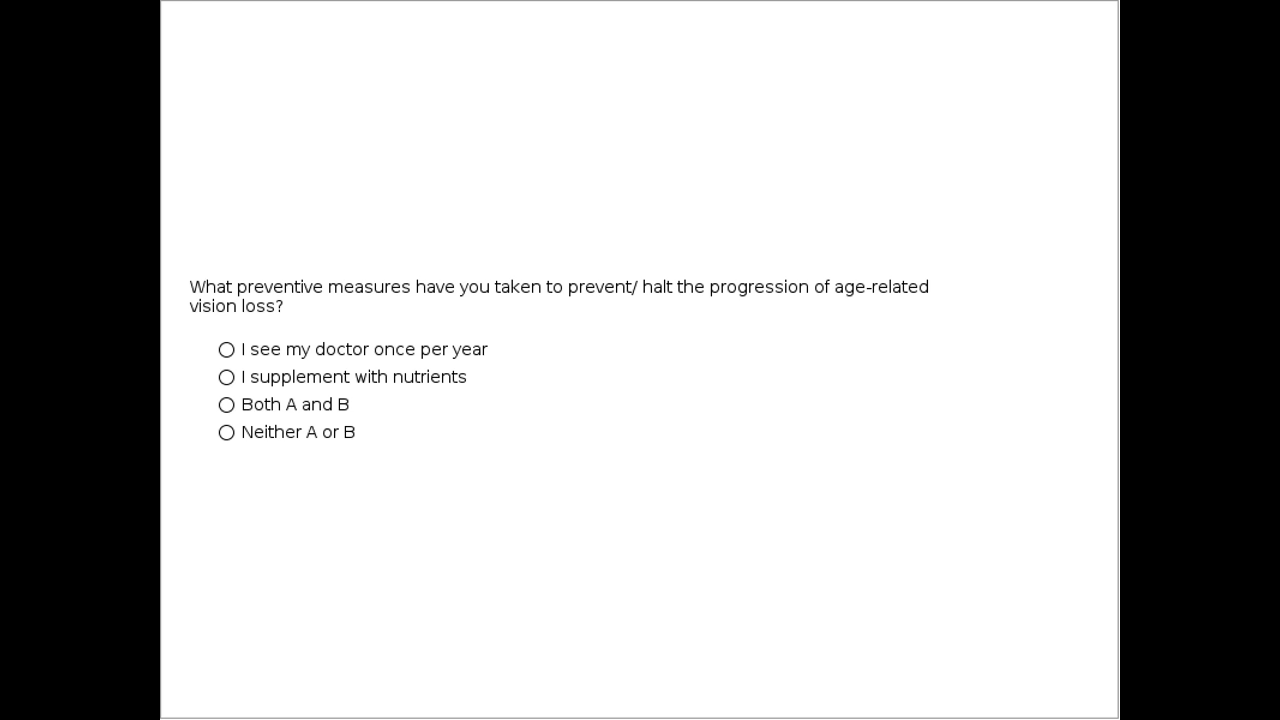 What preventive measures have you taken to prevent/ halt the progression of age-related
vision loss?
I see my doctor once per year
I supplement with nutrients
Both A and B
Neither A or B